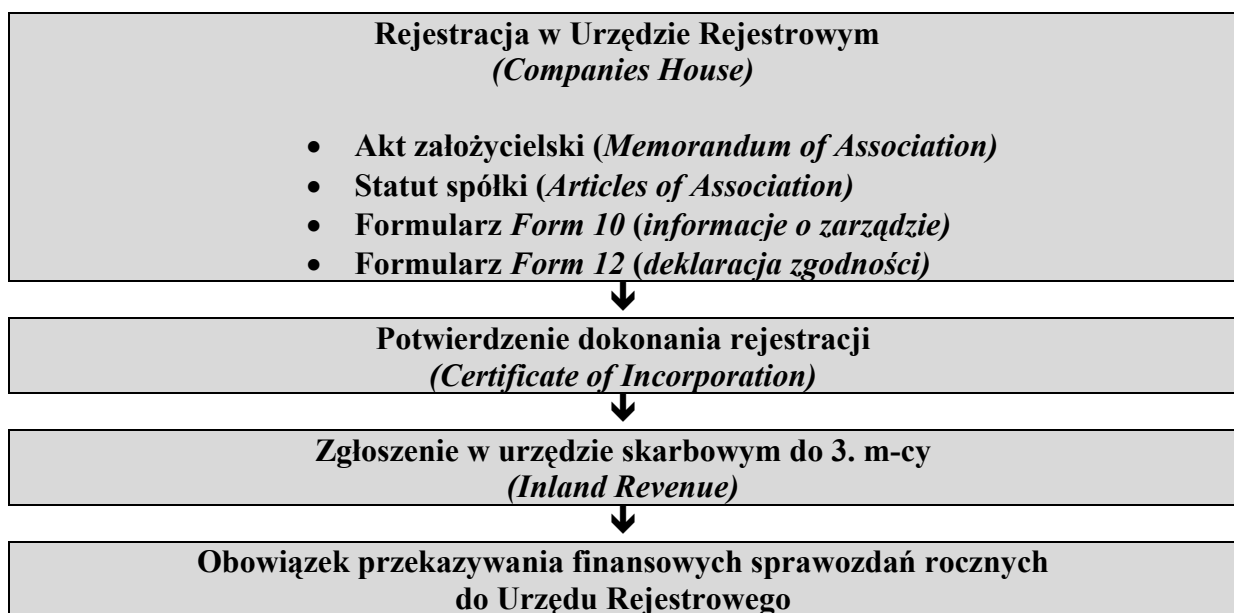 Rejestracja w Urzędzie Rejestrowym
(Companies House)
• Akt założycielski (Memorandum of Association)
• Statut spółki (Articles of Association)
• Formularz Form 10 (informacje o zarządzie)
• Formularz Form 12 (deklaracja zgodności)
Potwierdzenie dokonania rejestracji
(Certificate of Incorporation)
Zgłoszenie w urzędzie skarbowym do 3. m-cy
(Inland Revenue)
Obowiązek przekazywania finansowych sprawozdań rocznych
do Urzędu Rejestrowego